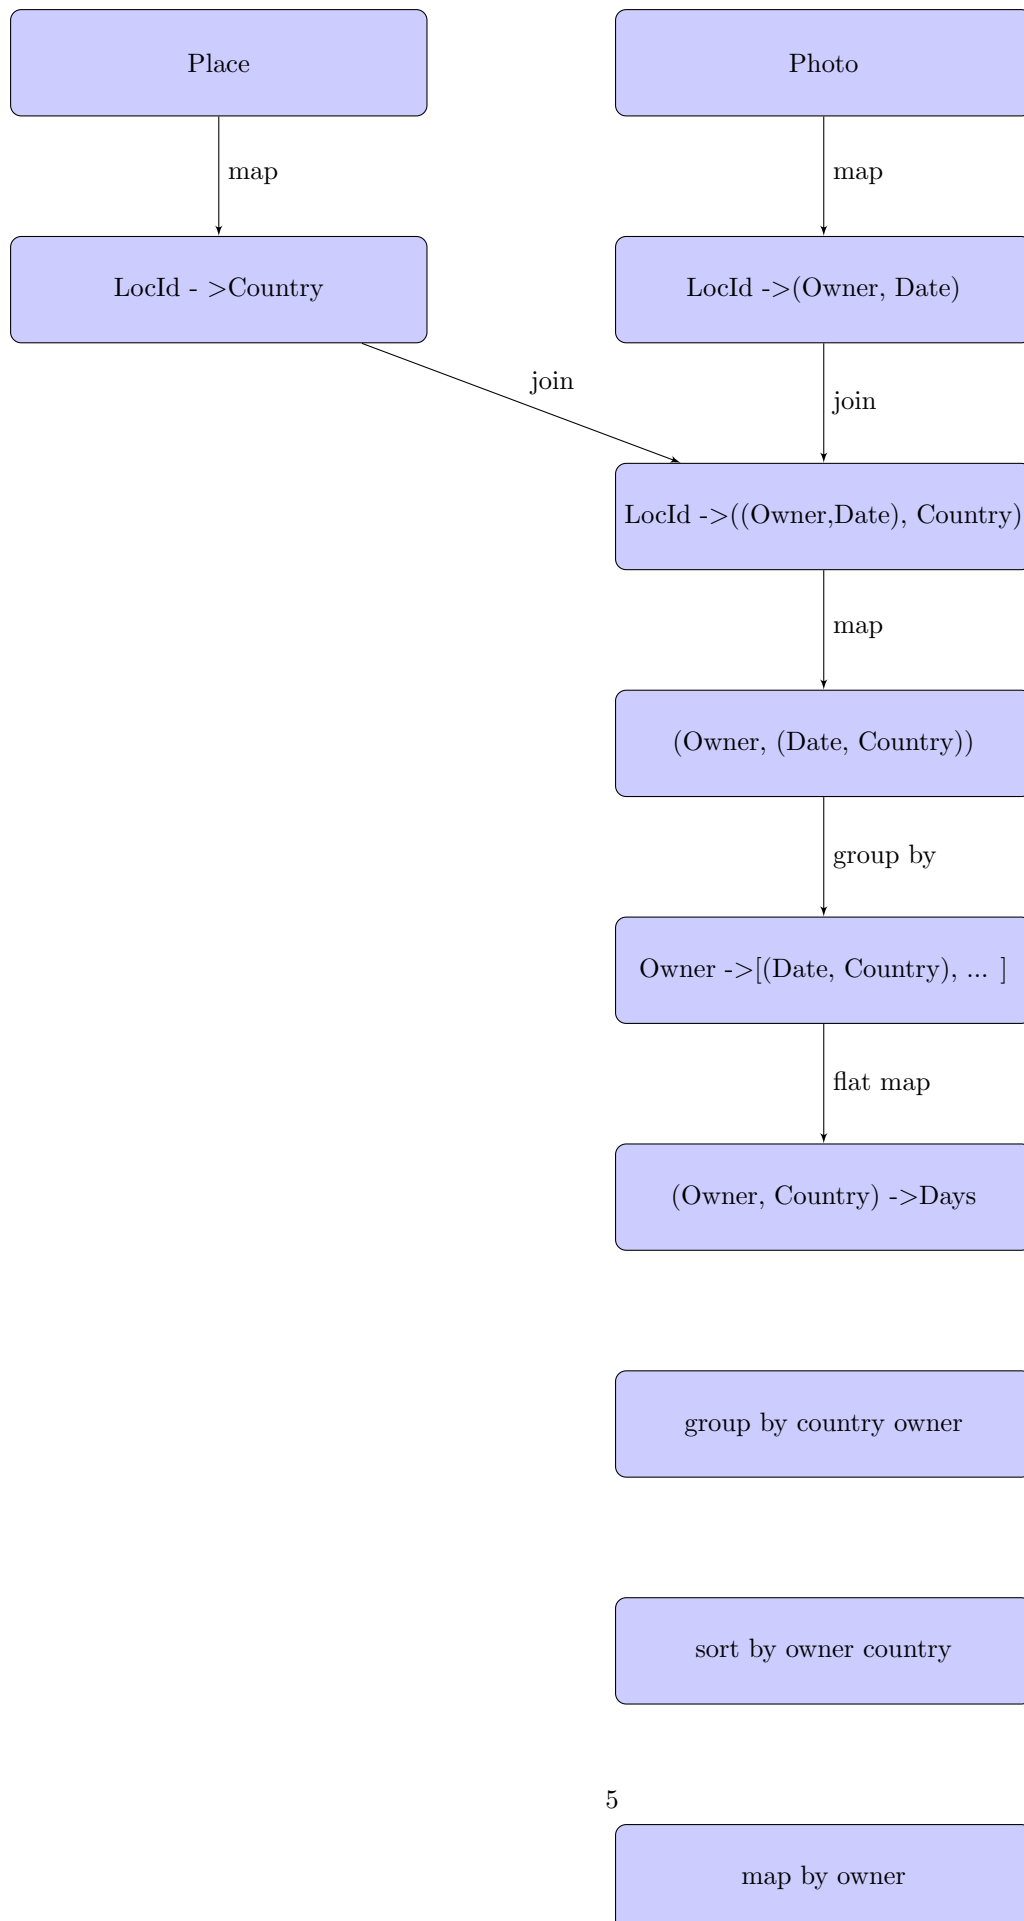 Place
Photo
map
map
LocId - >Country
LocId ->(Owner, Date)
join
join
LocId ->((Owner,Date), Country)
map
(Owner, (Date, Country))
group by
Owner ->[(Date, Country), ... ]
flat map
(Owner, Country) ->Days
group by country owner
sort by owner country
5
map by owner